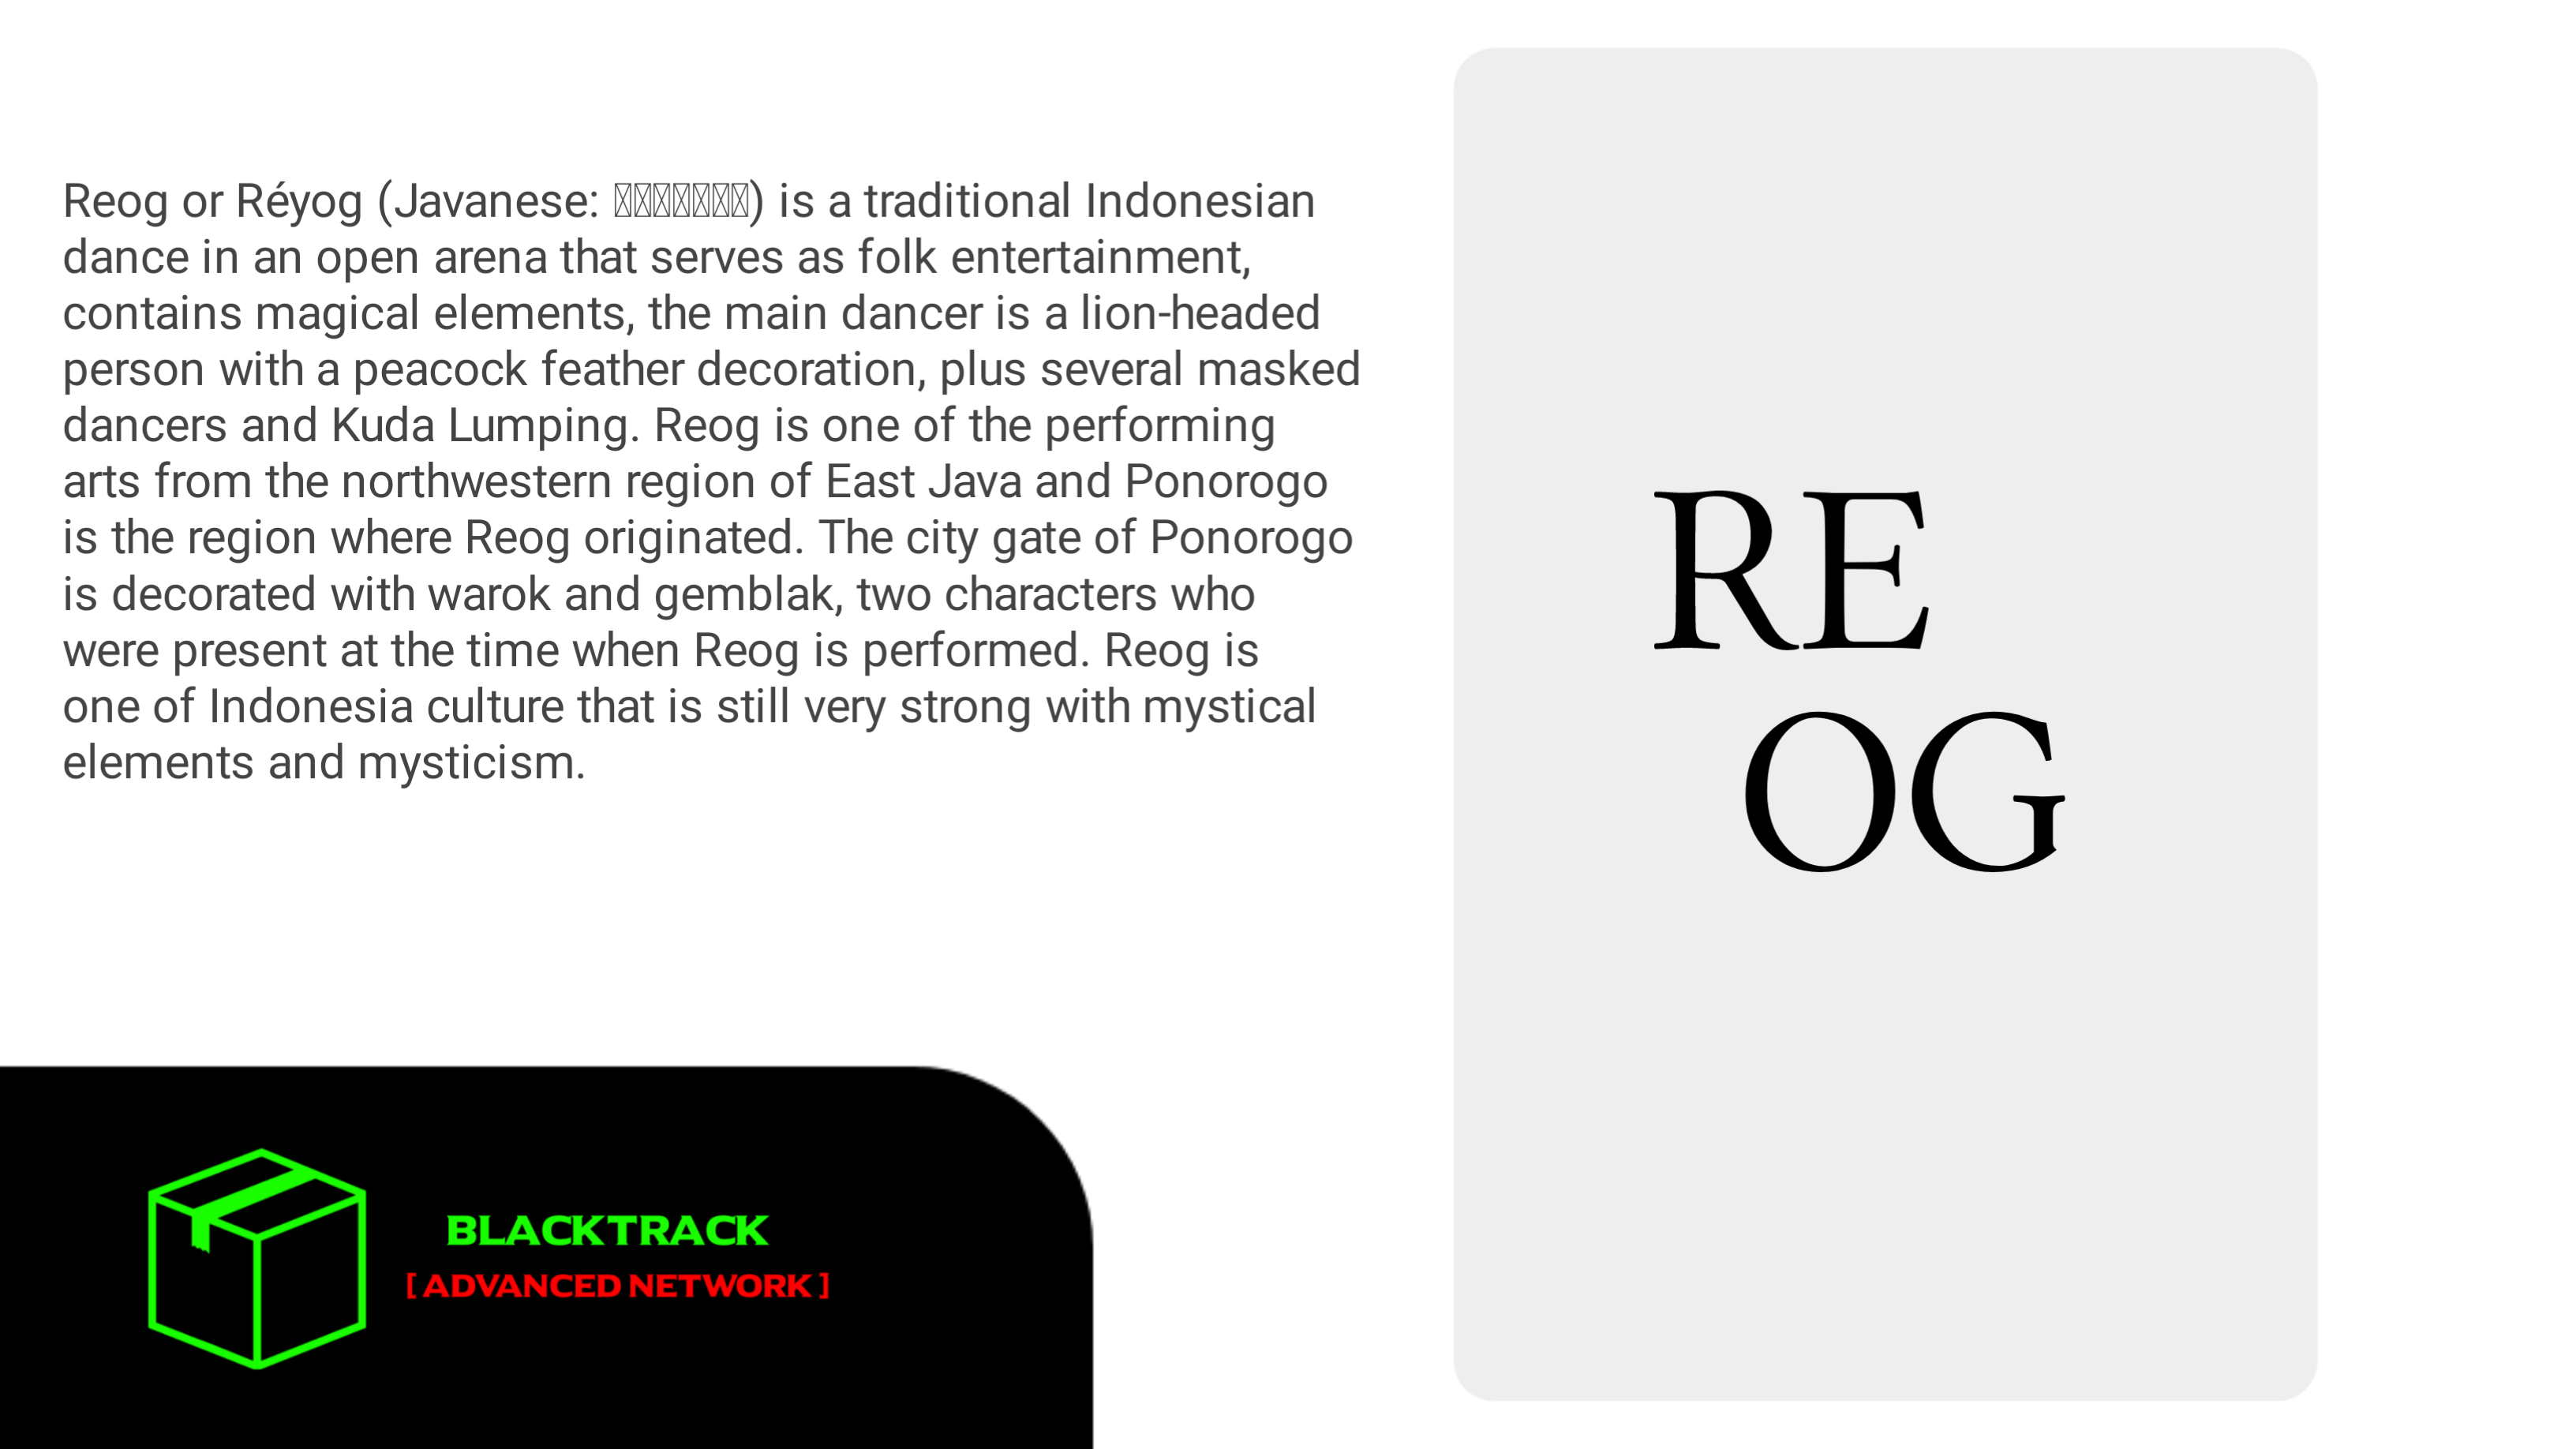 Reog or Réyog (Javanese: ) is a traditional Indonesian
dance in an open arena that serves as folk entertainment,
contains magical elements, the main dancer is a lion-headed
person with a peacock feather decoration, plus several masked
dancers and Kuda Lumping. Reog is one of the performing
arts from the northwestern region of East Java and Ponorogo
is the region where Reog originated. The city gate of Ponorogo
is decorated with warok and gemblak, two characters who
were present at the time when Reog is performed. Reog is
one of Indonesia culture that is still very strong with mystical
elements and mysticism.
RE
OG
BLACKTRACK
[ ADVANCED NETWORK ]